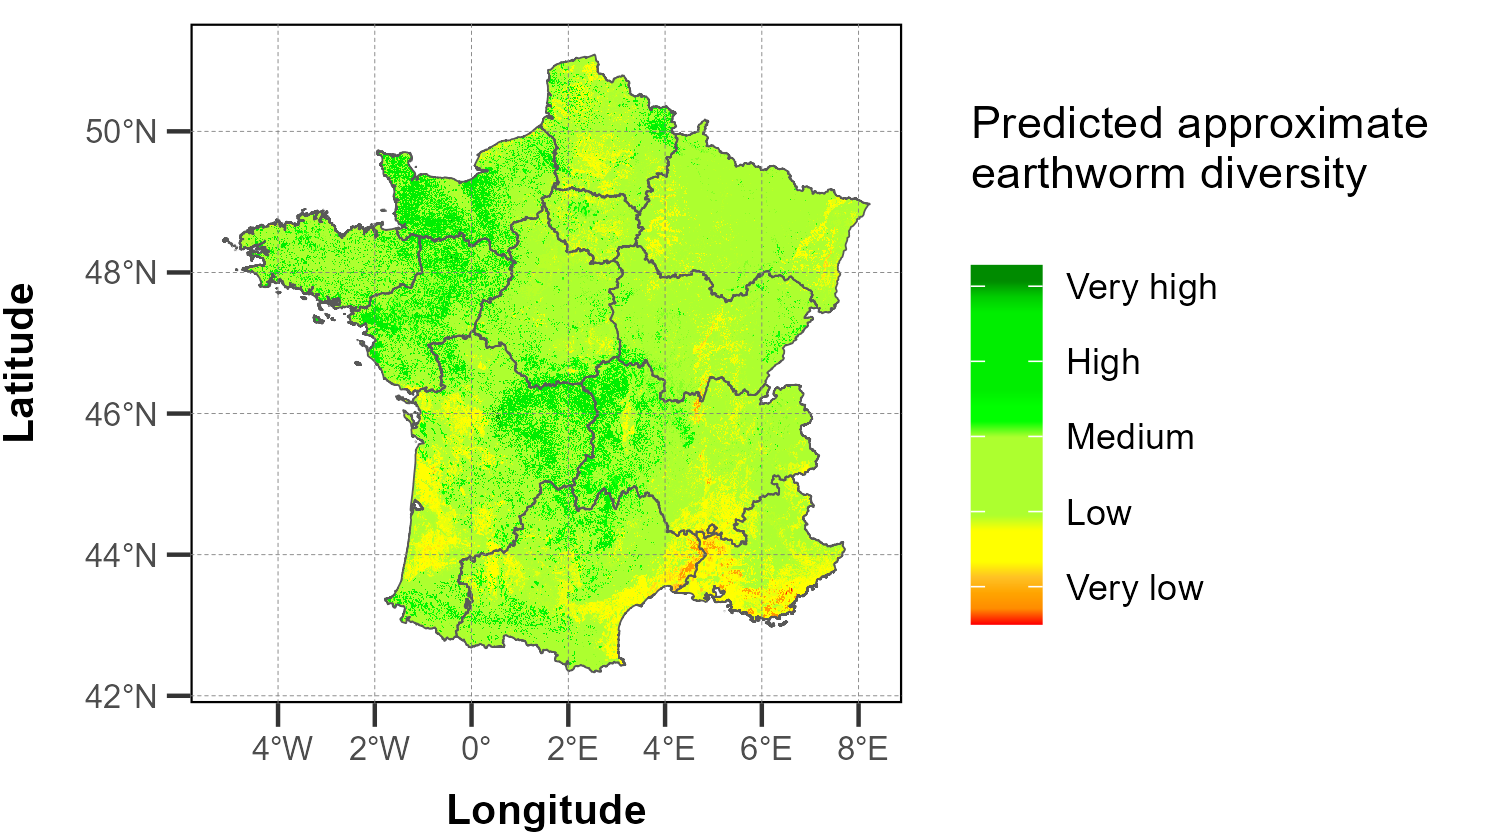 Predicted approximate
earthworm diversity
Very high
High
Medium
Low
Very low
Latitude
50°N
48°N
46°N
44°N
42°N
4°W 2°W 0° 2°E 4°E 6°E 8°E
Longitude